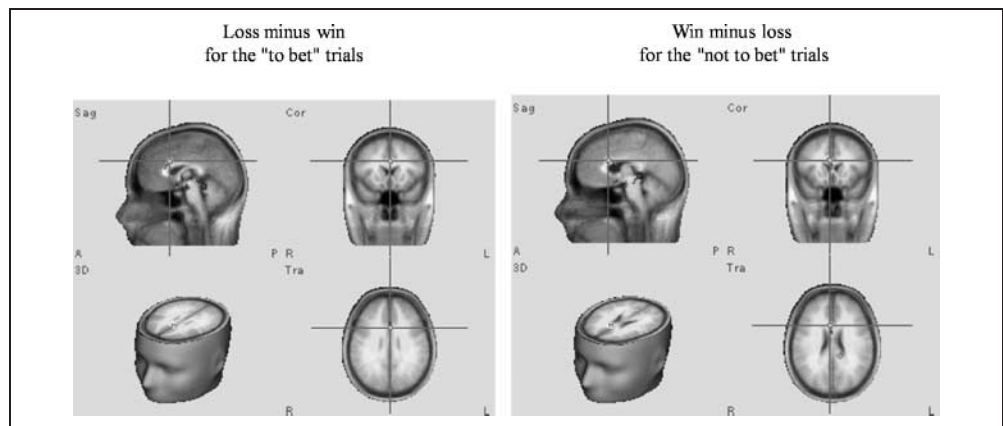 Loss minus win
for the "to bet" trials
Sag
Cor
A
P R
L
3D
Tra
R
L
Win minus loss
for the "not to bet" trials
Sag
Cor
A
P R
L
3D
Tra
R
L